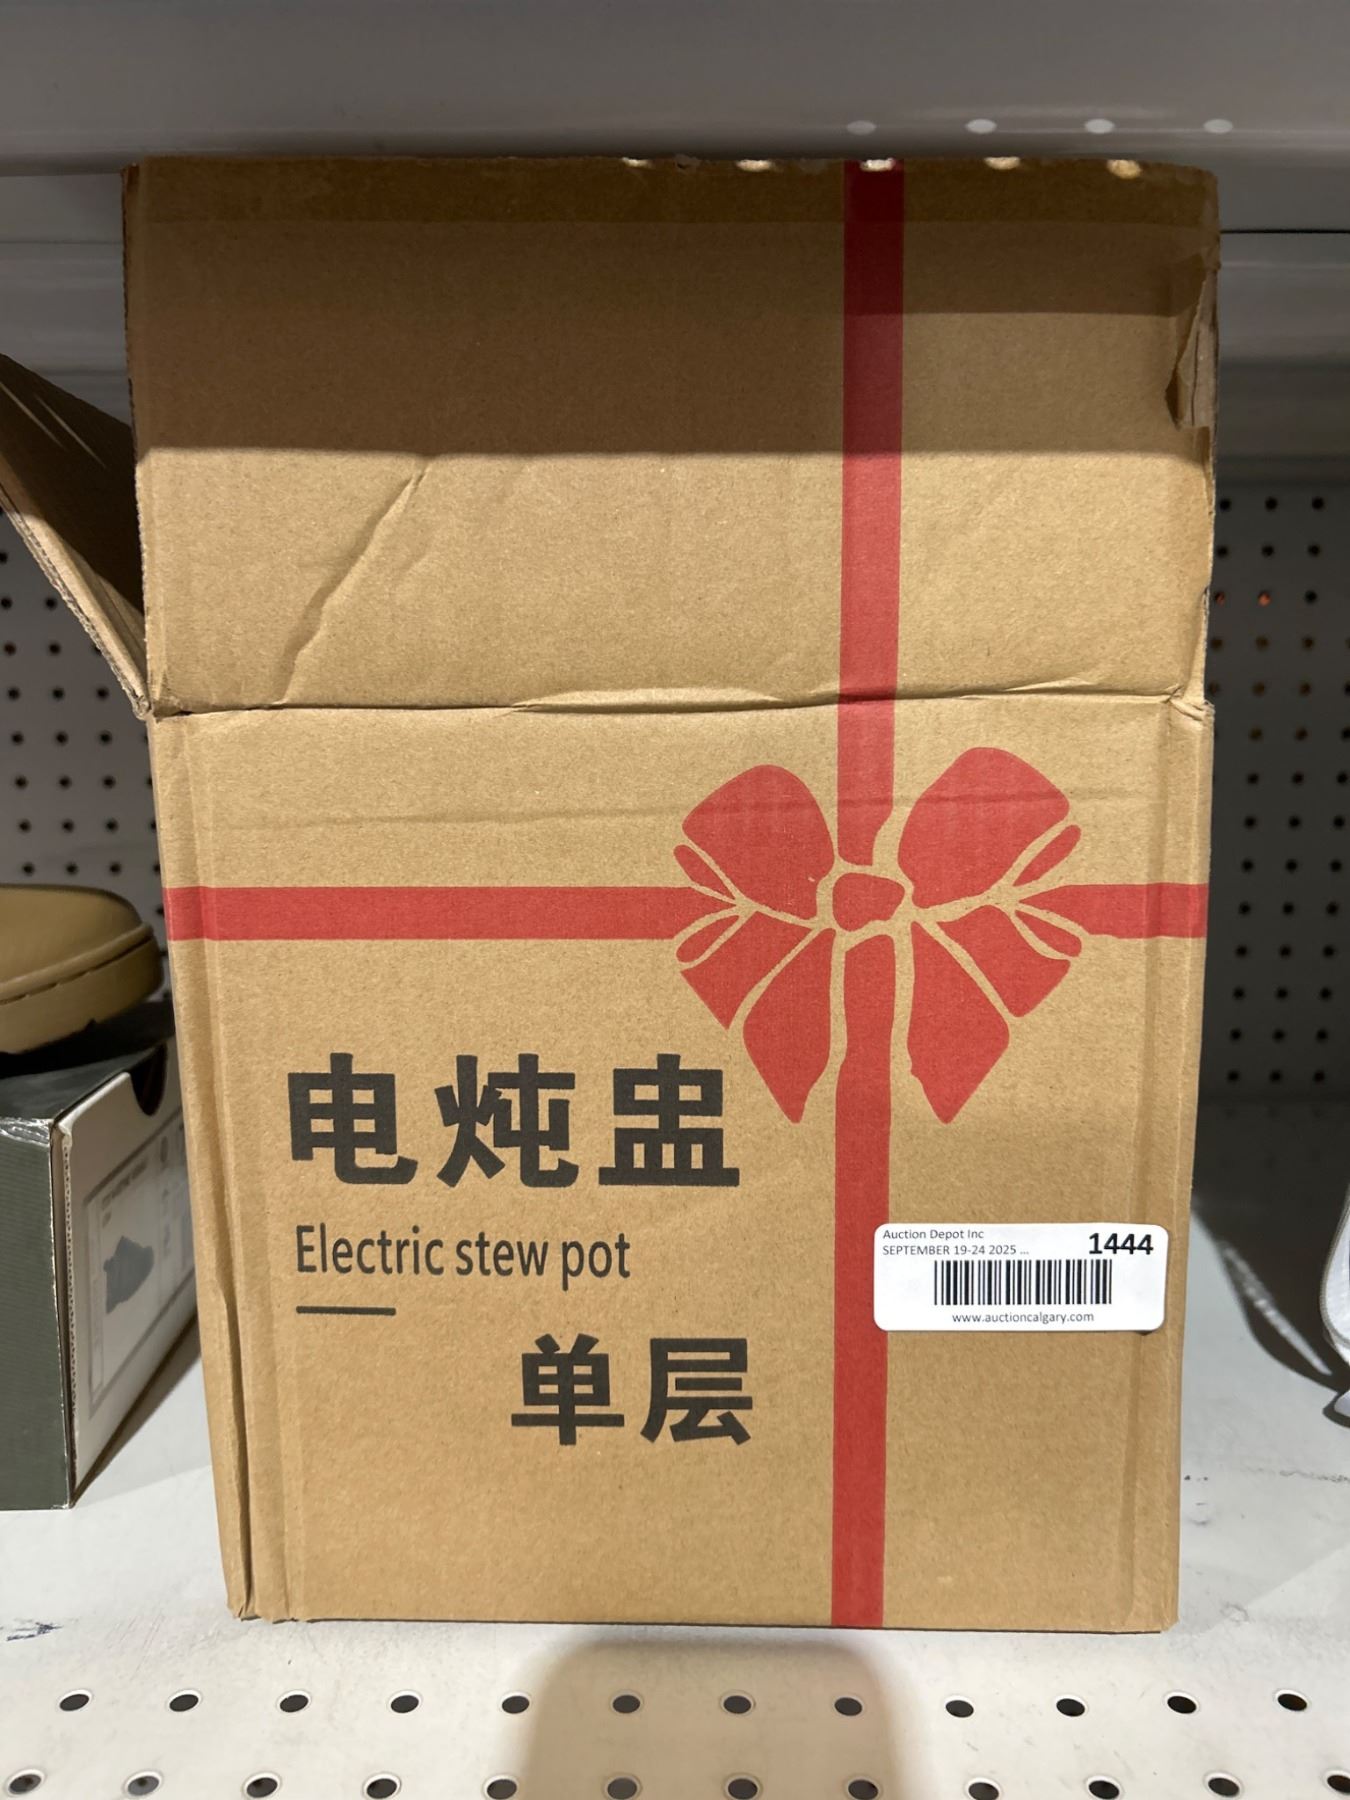 电炖盅
Electric stew pot
单层
Auction Depot Inc
SEPTEMBER 19-24 2025 ...
1444
www.auctioncalgary.com